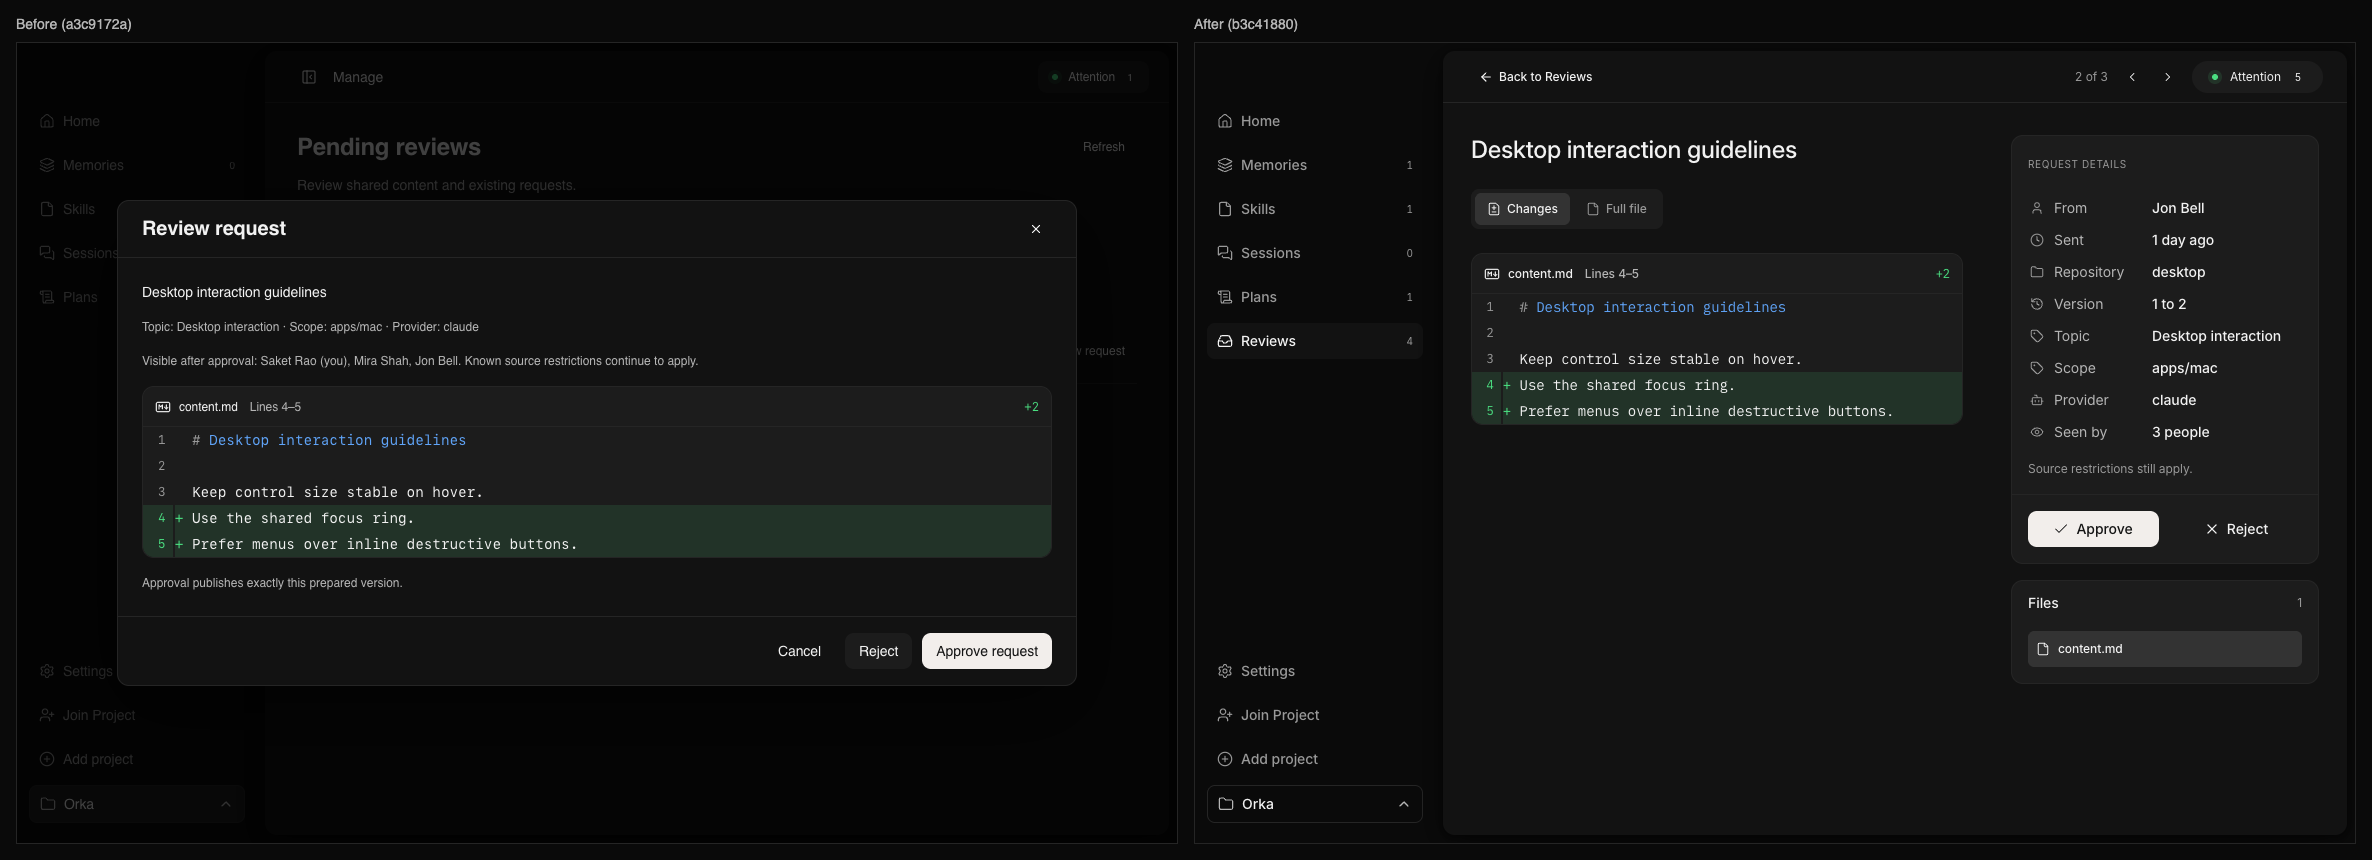 Before (a3c9172a)
Manage
Attention 1
Home
Memories 0
Skills
Sessions
Plans
Pending reviews
Refresh
Review shared content and existing requests.
w request
Review request
Desktop interaction guidelines
Topic: Desktop interaction · Scope: apps/mac · Provider: claude
Visible after approval: Saket Rao (you), Mira Shah, Jon Bell. Known source restrictions continue to apply.
content.md Lines 4–5 +2
1 # Desktop interaction guidelines
2
3 Keep control size stable on hover.
4 + Use the shared focus ring.
5 + Prefer menus over inline destructive buttons.
Approval publishes exactly this prepared version.
Cancel Reject Approve request
Settings
Join Project
Add project
Orka
After (b3c41880)
Home
Memories 1
Skills 1
Sessions 0
Plans 1
Reviews 4
Settings
Join Project
Add project
Orka
Back to Reviews
2 of 3
Attention 5
Desktop interaction guidelines
Changes Full file
content.md Lines 4–5 +2
1 # Desktop interaction guidelines
2
3 Keep control size stable on hover.
4 + Use the shared focus ring.
5 + Prefer menus over inline destructive buttons.
REQUEST DETAILS
From Jon Bell
Sent 1 day ago
Repository desktop
Version 1 to 2
Topic Desktop interaction
Scope apps/mac
Provider claude
Seen by 3 people
Source restrictions still apply.
Approve Reject
Files 1
content.md